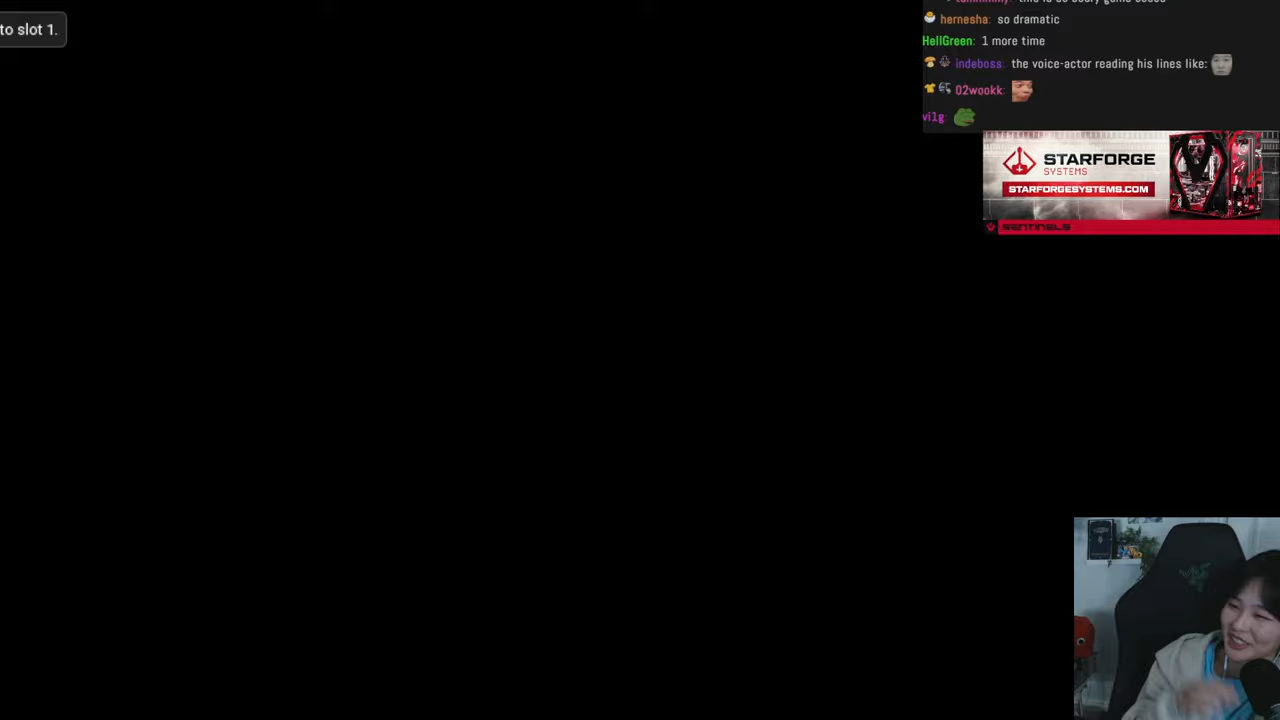 to slot 1.
hernesha: so dramatic
HellGreen: 1 more time
indeboss: the voice-actor reading his lines like:
02wookk:
vilg:
STARFORGE
SYSTEMS
STARFORGESYSTEMS.COM
SENTINELS